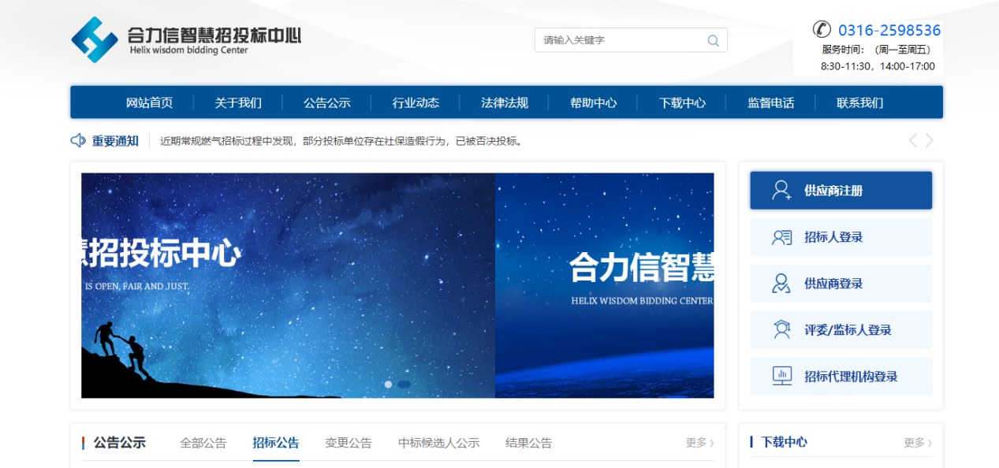 合力信智慧招投标中心
Helix wisdom bidding Center
请输入关键字
0316-2598536
服务时间：（周一至周五）
8:30-11:30，14:00-17:00
网站首页 关于我们 公告公示 行业动态 法律法规 帮助中心 下载中心 监督电话 联系我们
重要通知 近期常规燃气招标过程中发现，部分投标单位存在社保造假行为，已被否决投标。
慧招投标中心
IS OPEN, FAIR AND JUST.
合力信智慧
HELIX WISDOM BIDDING CENTER
供应商注册
招标人登录
供应商登录
评委/监标人登录
招标代理机构登录
公告公示 全部公告 招标公告 变更公告 中标候选人公示 结果公告 更多
下载中心 更多